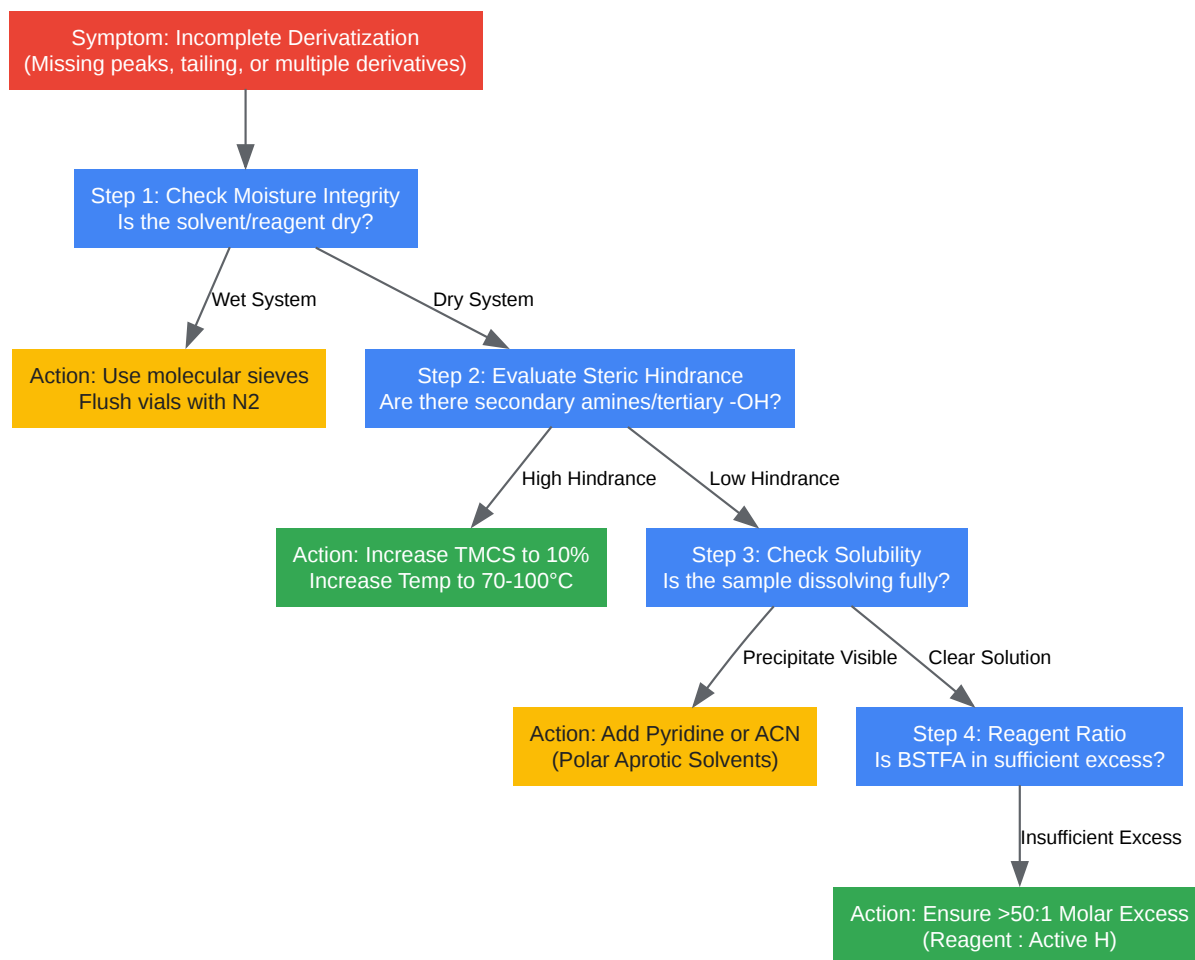 Symptom: Incomplete Derivatization
(Missing peaks, tailing, or multiple derivatives)
Step 1: Check Moisture Integrity
Is the solvent/reagent dry?
Wet System
Dry System
Action: Use molecular sieves
Flush vials with N2
Step 2: Evaluate Steric Hindrance
Are there secondary amines/tertiary -OH?
High Hindrance
Low Hindrance
Action: Increase TMCS to 10%
Increase Temp to 70-100°C
Step 3: Check Solubility
Is the sample dissolving fully?
Precipitate Visible
Clear Solution
Action: Add Pyridine or ACN
(Polar Aprotic Solvents)
Step 4: Reagent Ratio
Is BSTFA in sufficient excess?
Insufficient Excess
Action: Ensure >50:1 Molar Excess
(Reagent : Active H)